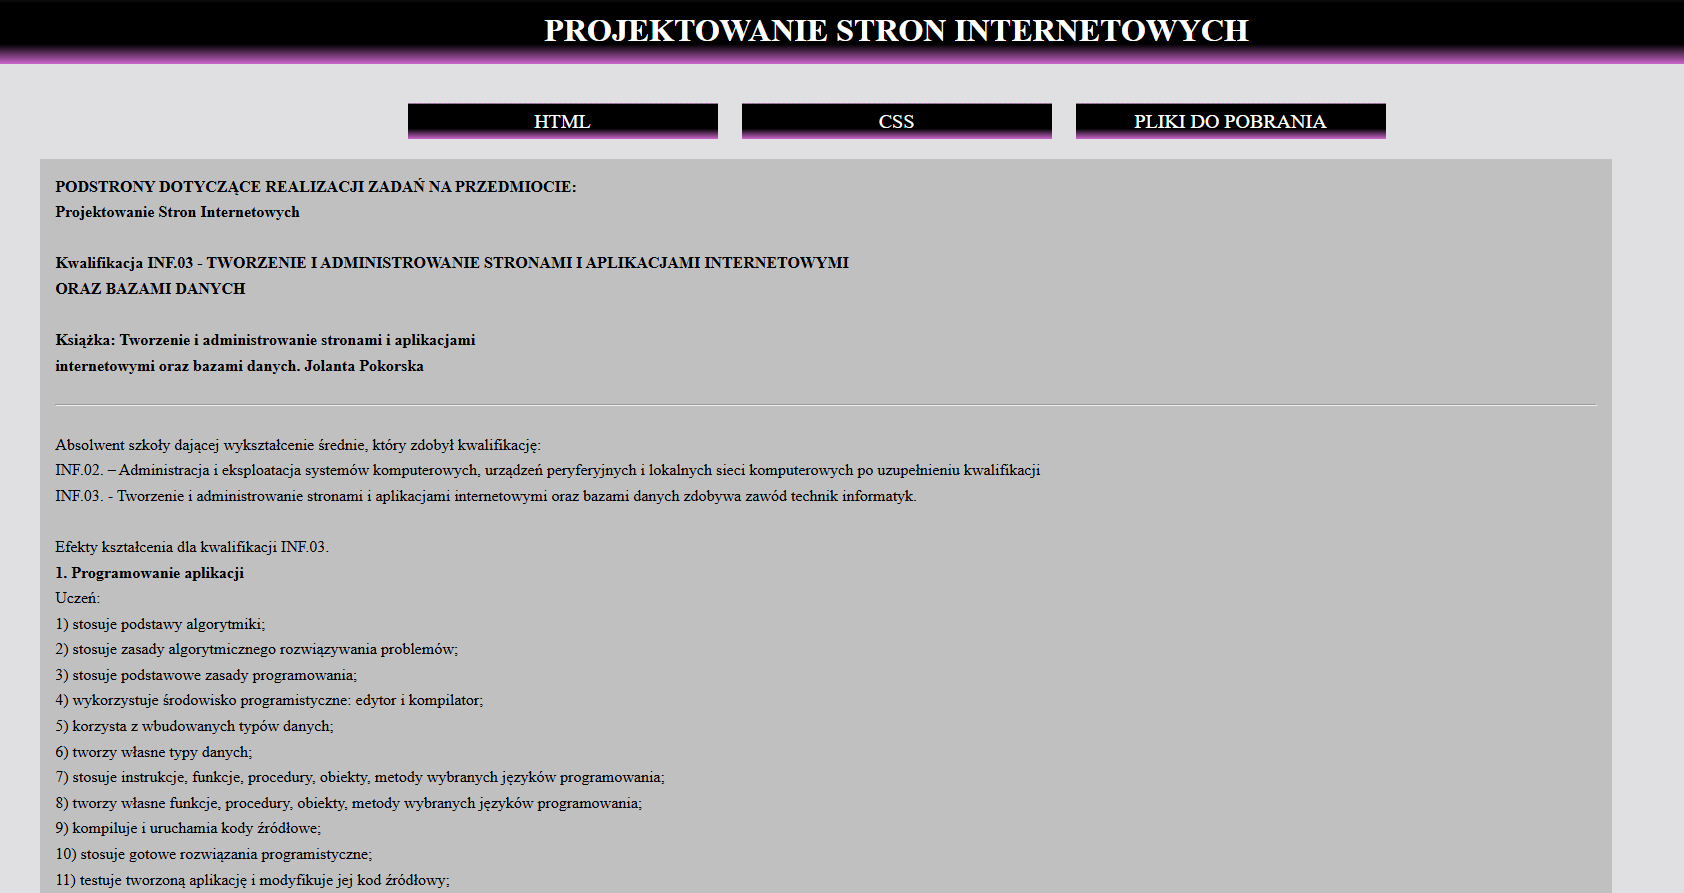 PROJEKTOWANIE STRON INTERNETOWYCH
HTML
CSS
PLIKI DO POBRANIA
PODSTRONY DOTYCZĄCE REALIZACJI ZADAŃ NA PRZEDMIOCIE:
Projektowanie Stron Internetowych
Kwalifikacja INF.03 - TWORZENIE I ADMINISTROWANIE STRONAMI I APLIKACJAMI INTERNETOWYMI
ORAZ BAZAMI DANYCH
Książka: Tworzenie i administrowanie stronami i aplikacjami
internetowymi oraz bazami danych. Jolanta Pokorska
Absolwent szkoły dającej wykształcenie średnie, który zdobył kwalifikację:
INF.02. – Administracja i eksploatacja systemów komputerowych, urządzeń peryferyjnych i lokalnych sieci komputerowych po uzupełnieniu kwalifikacji
INF.03. - Tworzenie i administrowanie stronami i aplikacjami internetowymi oraz bazami danych zdobywa zawód technik informatyk.
Efekty kształcenia dla kwalifikacji INF.03.
1. Programowanie aplikacji
Uczeń:
1) stosuje podstawy algorytmiki;
2) stosuje zasady algorytmicznego rozwiązywania problemów;
3) stosuje podstawowe zasady programowania;
4) wykorzystuje środowisko programistyczne: edytor i kompilator;
5) korzysta z wbudowanych typów danych;
6) tworzy własne typy danych;
7) stosuje instrukcje, funkcje, procedury, obiekty, metody wybranych języków programowania;
8) tworzy własne funkcje, procedury, obiekty, metody wybranych języków programowania;
9) kompiluje i uruchamia kody źródłowe;
10) stosuje gotowe rozwiązania programistyczne;
11) testuje tworzoną aplikację i modyfikuje jej kod źródłowy;